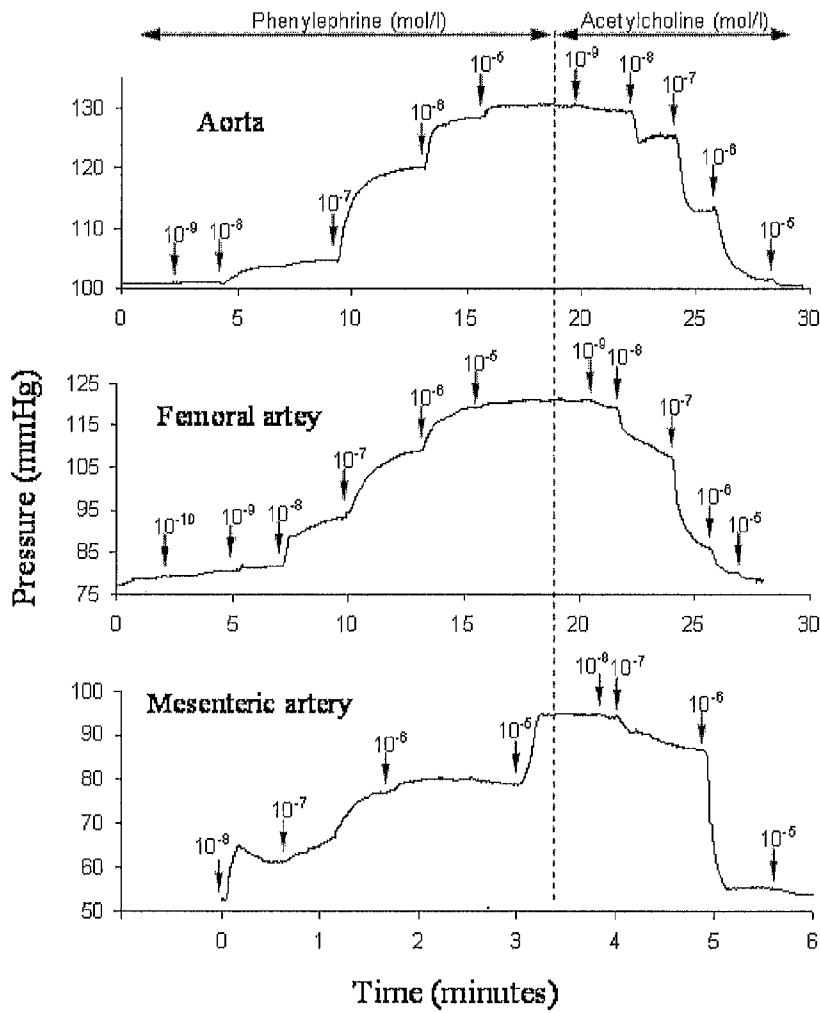 Phenylephrine (mol/l) Acetylcholine (mol/l)
Aorta
10⁻⁹ 10⁻⁸ 10⁻⁷ 10⁻⁶ 10⁻⁵ 10⁻⁹ 10⁻⁸ 10⁻⁷ 10⁻⁶ 10⁻⁵
130
120
110
100
0 5 10 15 20 25 30
Pressure (mmHg)
Femoral artey
10⁻¹⁰ 10⁻⁹ 10⁻⁸ 10⁻⁷ 10⁻⁶ 10⁻⁵ 10⁻⁹ 10⁻⁸ 10⁻⁷ 10⁻⁶ 10⁻⁵
125
115
105
95
85
75
0 5 10 15 20 25 30
Mesenteric artery
10⁻⁸ 10⁻⁷ 10⁻⁶ 10⁻⁵ 10⁻⁸ 10⁻⁷ 10⁻⁶ 10⁻⁵
100
90
80
70
60
50
0 1 2 3 4 5 6
Time (minutes)